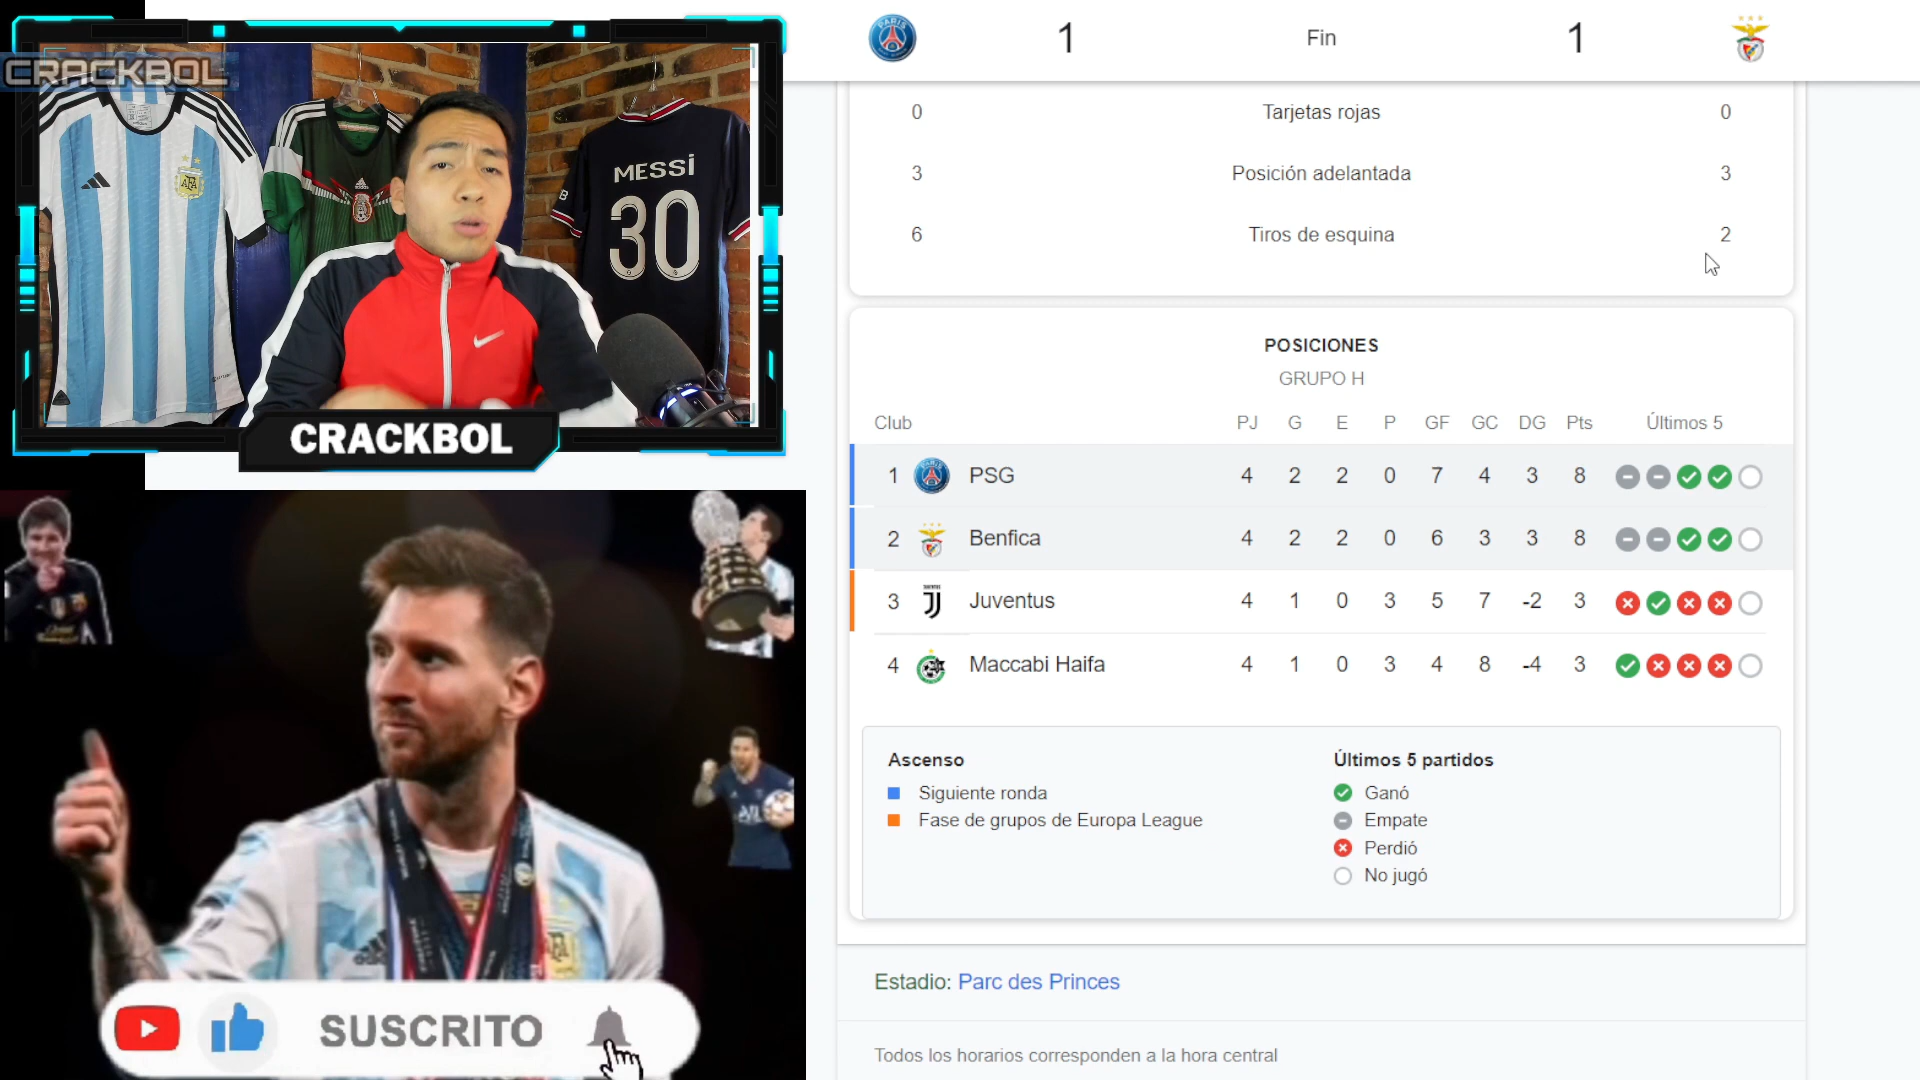 CRACKBOL
MESSİ
30
CRACKBOL
SUSCRITO
1 Fin 1
0 Tarjetas rojas 0
3 Posición adelantada 3
6 Tiros de esquina 2
POSICIONES
GRUPO H
Club PJ G E P GF GC DG Pts Últimos 5
1 PSG 4 2 2 0 7 4 3 8
2 Benfica 4 2 2 0 6 3 3 8
3 Juventus 4 1 0 3 5 7 -2 3
4 Maccabi Haifa 4 1 0 3 4 8 -4 3
Ascenso
Siguiente ronda
Fase de grupos de Europa League
Últimos 5 partidos
Ganó
Empate
Perdió
No jugó
Estadio: Parc des Princes
Todos los horarios corresponden a la hora central